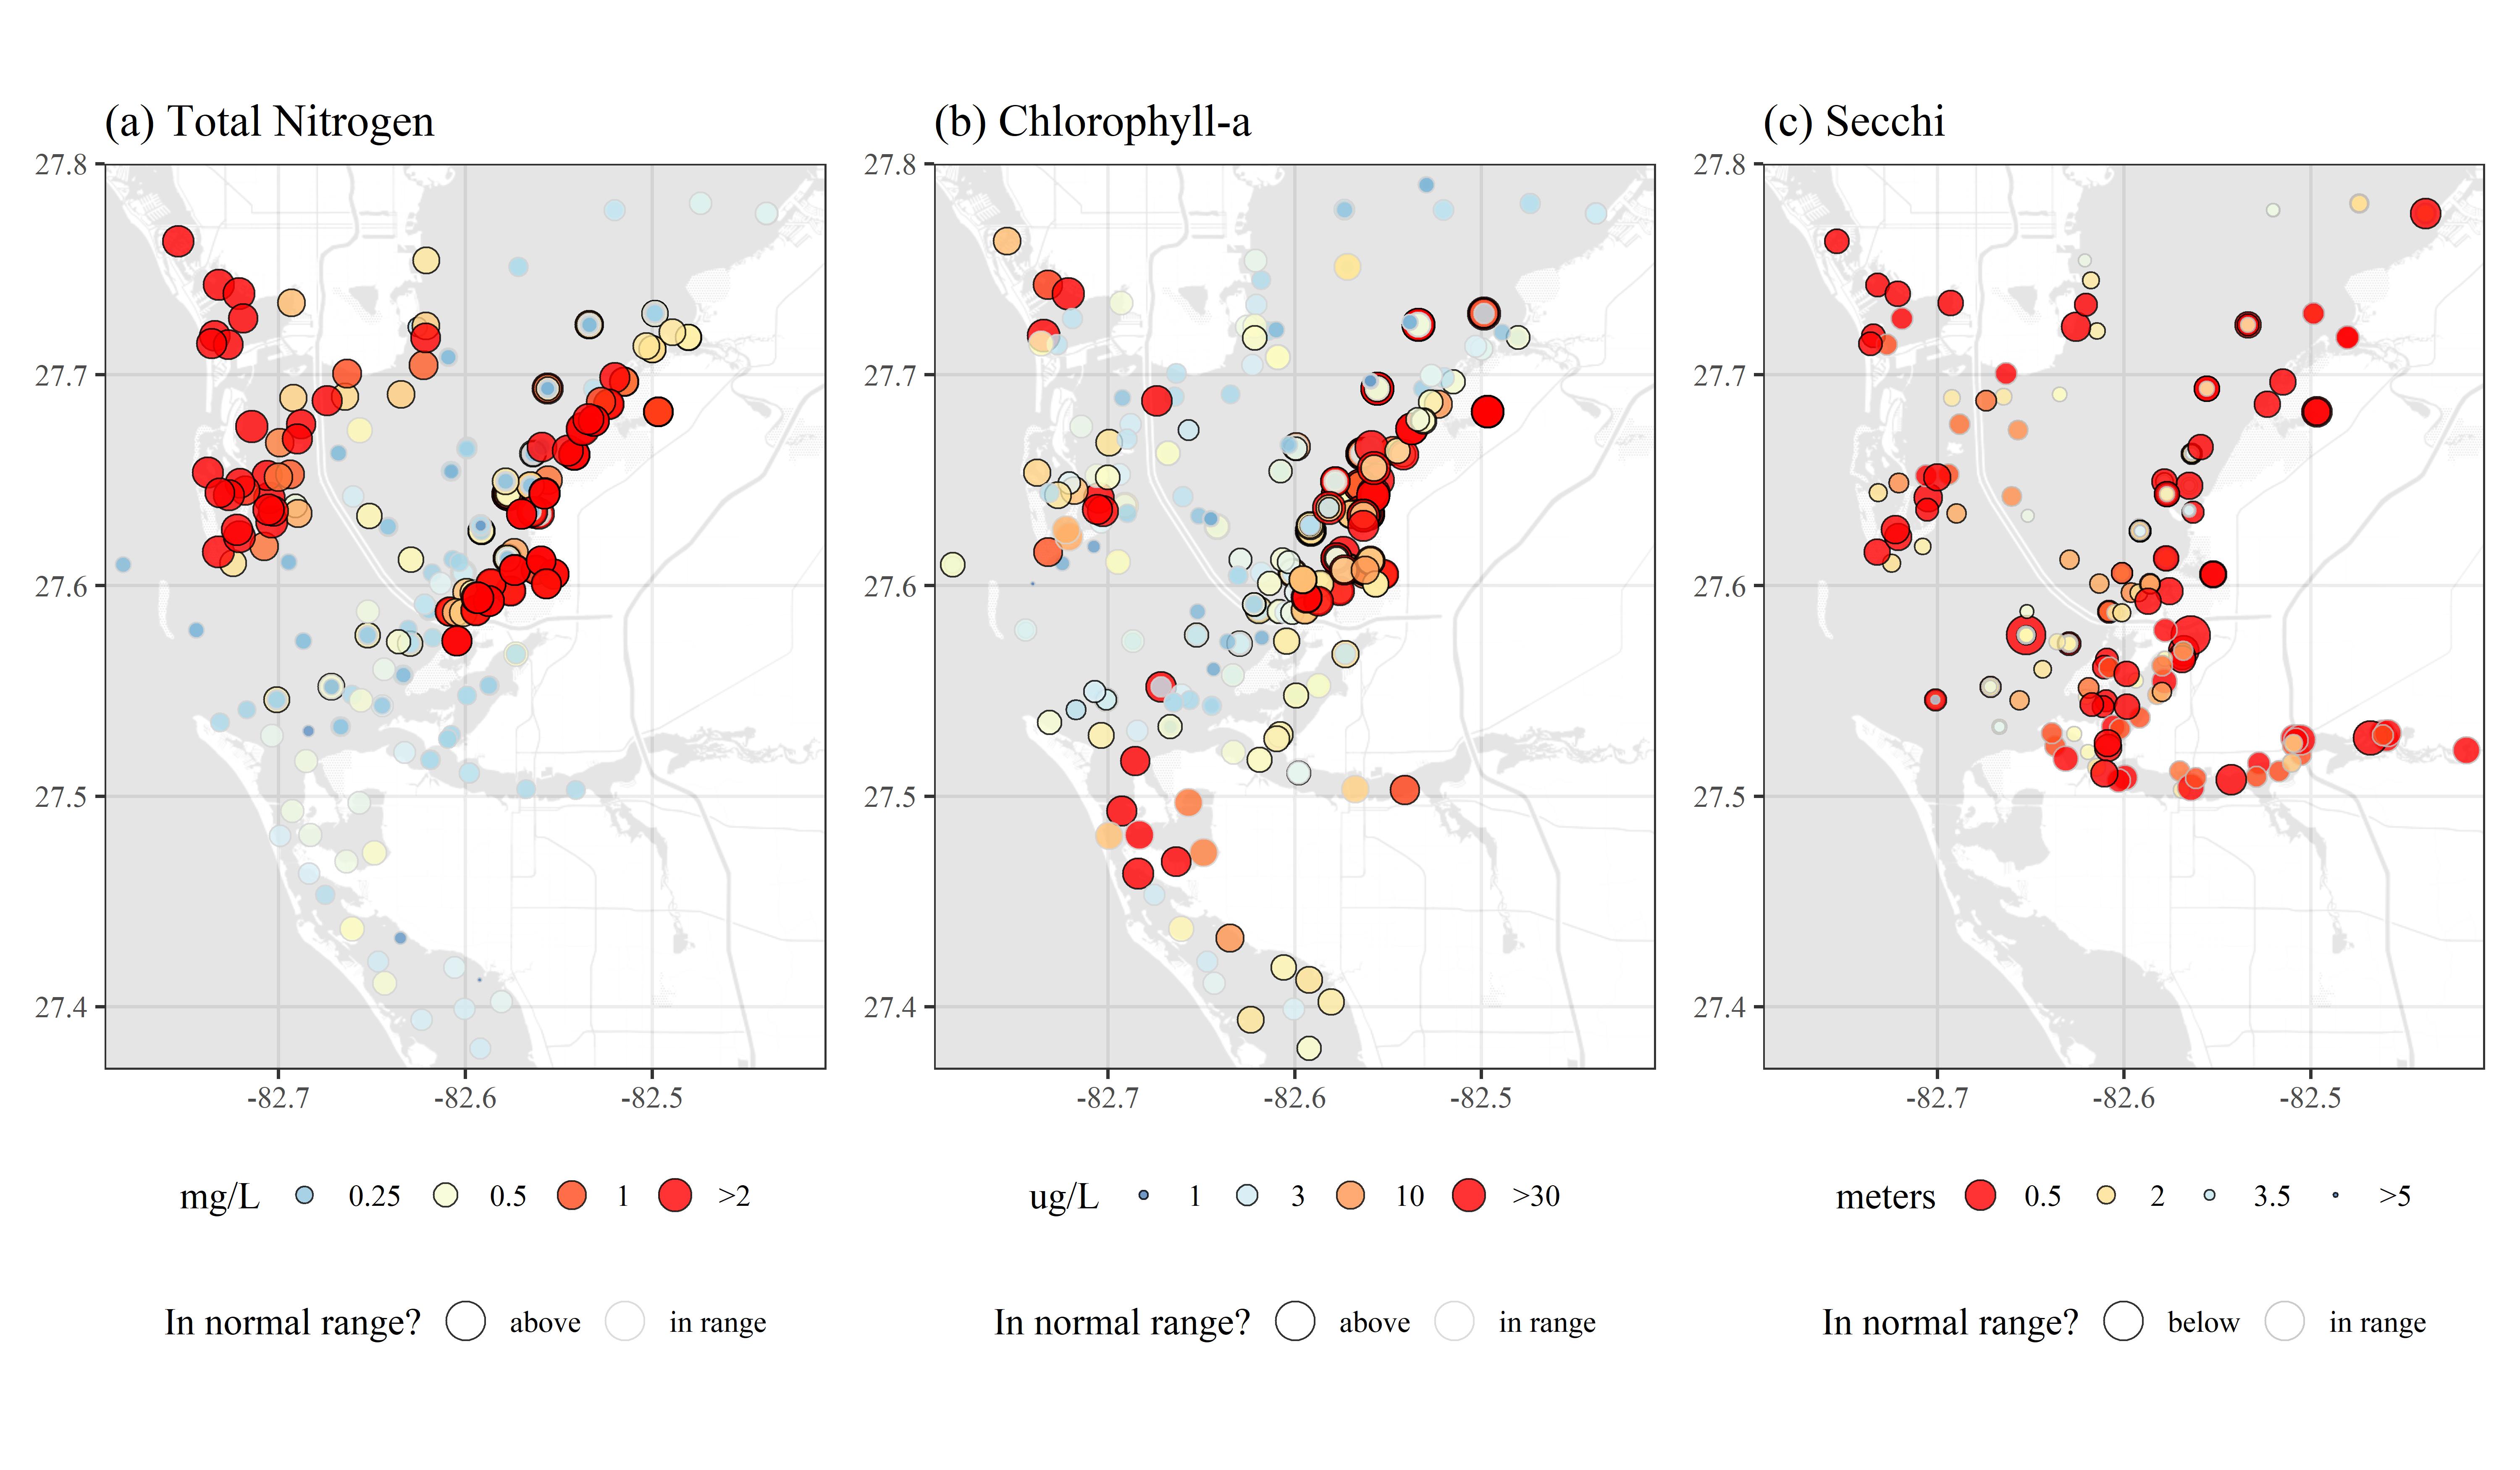 (a) Total Nitrogen
(b) Chlorophyll-a
(c) Secchi
27.8
27.7
27.6
27.5
27.4
-82.7 -82.6 -82.5
27.8
27.7
27.6
27.5
27.4
-82.7 -82.6 -82.5
27.8
27.7
27.6
27.5
27.4
-82.7 -82.6 -82.5
mg/L 0.25 0.5 1 >2
ug/L 1 3 10 >30
meters 0.5 2 3.5 >5
In normal range? above in range
In normal range? above in range
In normal range? below in range